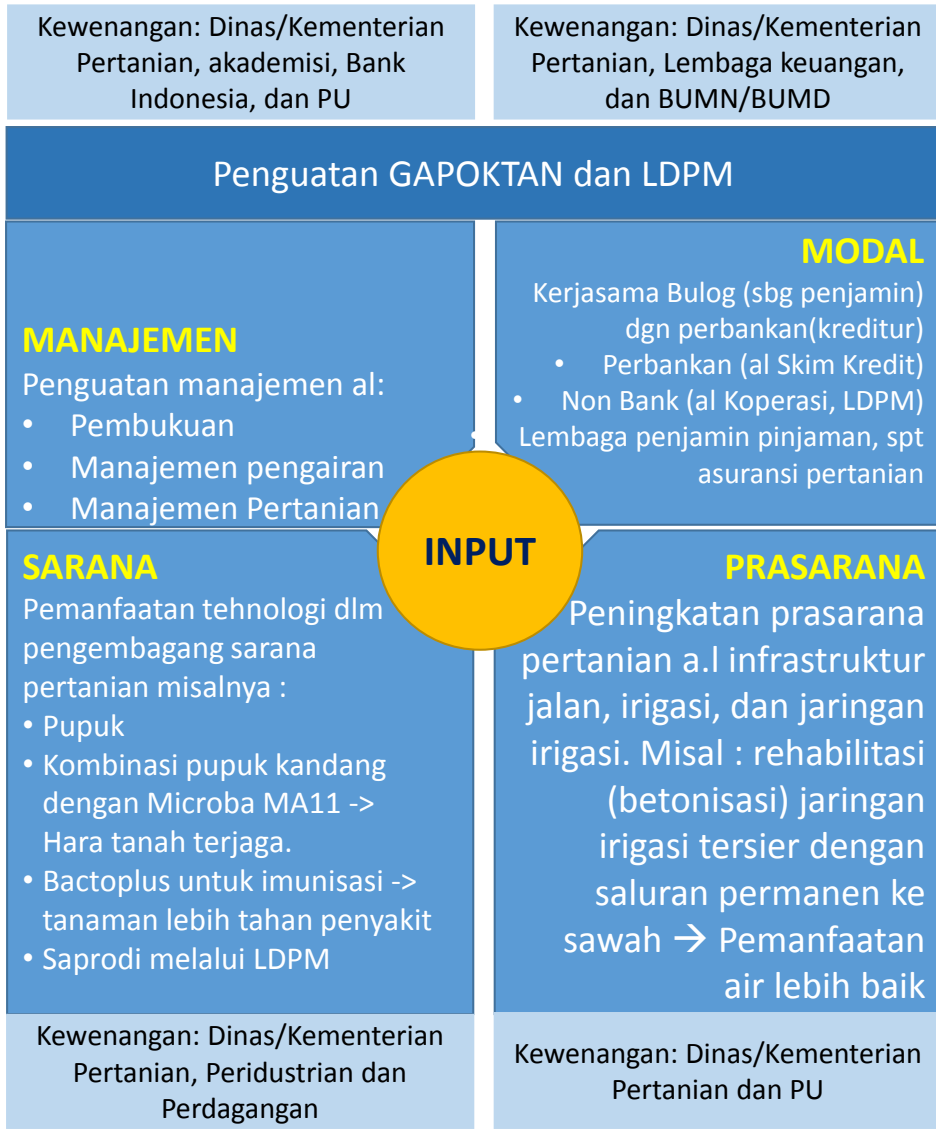 Kewenangan: Dinas/Kementerian
Pertanian, akademisi, Bank
Indonesia, dan PU
Kewenangan: Dinas/Kementerian
Pertanian, Lembaga keuangan,
dan BUMN/BUMD
Penguatan GAPOKTAN dan LDPM
MANAJEMEN
Penguatan manajemen al:
• Pembukuan
• Manajemen pengairan
• Manajemen Pertanian
MODAL
Kerjasama Bulog (sbg penjamin)
dgn perbankan(kreditur)
• Perbankan (al Skim Kredit)
• Non Bank (al Koperasi, LDPM)
• Lembaga penjamin pinjaman, spt
asuransi pertanian
INPUT
SARANA
Pemanfaatan tehnologi dlm
pengembagang sarana
pertanian misalnya :
• Pupuk
• Kombinasi pupuk kandang
dengan Microba MA11 ->
Hara tanah terjaga.
• Bactoplus untuk imunisasi ->
tanaman lebih tahan penyakit
• Saprodi melalui LDPM
PRASARANA
Peningkatan prasarana
pertanian a.l infrastruktur
jalan, irigasi, dan jaringan
irigasi. Misal : rehabilitasi
(betonisasi) jaringan
irigasi tersier dengan
saluran permanen ke
sawah → Pemanfaatan
air lebih baik
Kewenangan: Dinas/Kementerian
Pertanian, Peridustrian dan
Perdagangan
Kewenangan: Dinas/Kementerian
Pertanian dan PU